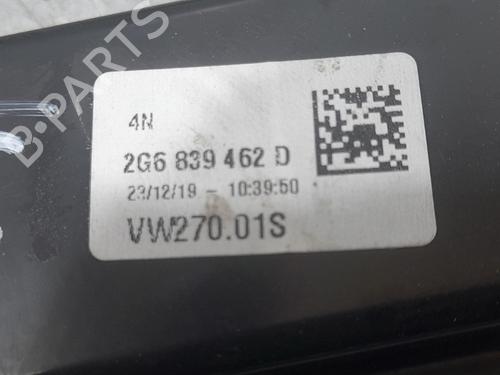 B-PARTS
4N
2G6 839 462 D
23/12/19 - 10:39:50
VW270.01S